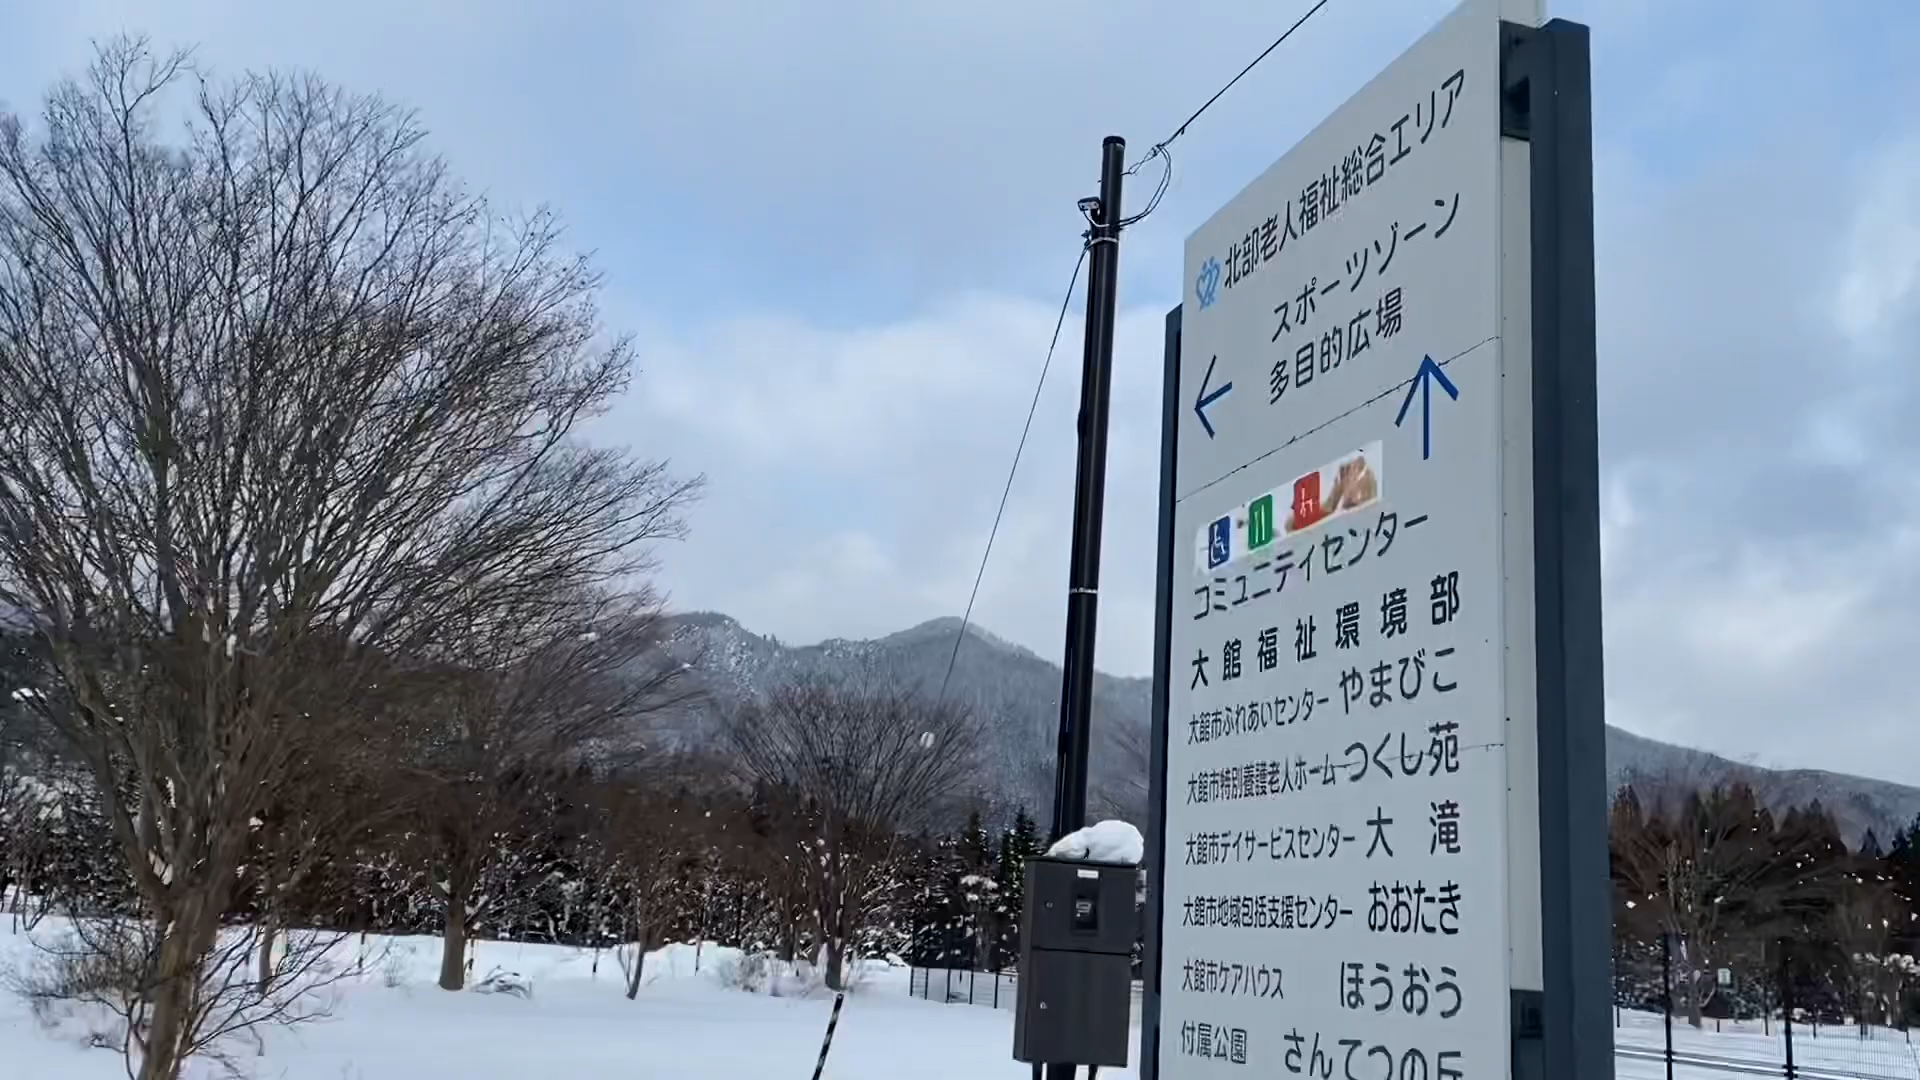 北部老人福祉総合エリア
スポーツゾーン
多目的広場
コミュニティセンター
大館福祉環境部
大館市ふれあいセンター やまびこ
大館市特別養護老人ホーム つくし苑
大館市デイサービスセンター 大滝
大館市地域包括支援センター おおたき
大館市ケアハウス ほうおう
付属公園 さんてつの丘